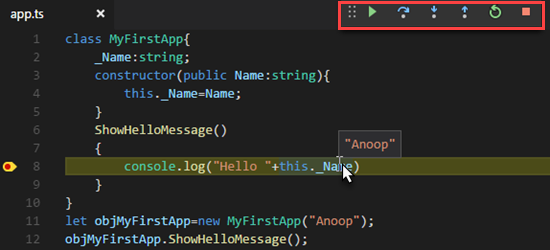 app.ts
1 class MyFirstApp{
2 _Name:string;
3 constructor(public Name:string){
4 this._Name=Name;
5 }
6 ShowHelloMessage()
7 {
"Anoop"
8 console.log("Hello "+this._Name)
9 }
10 }
11 let objMyFirstApp=new MyFirstApp("Anoop");
12 objMyFirstApp.ShowHelloMessage();